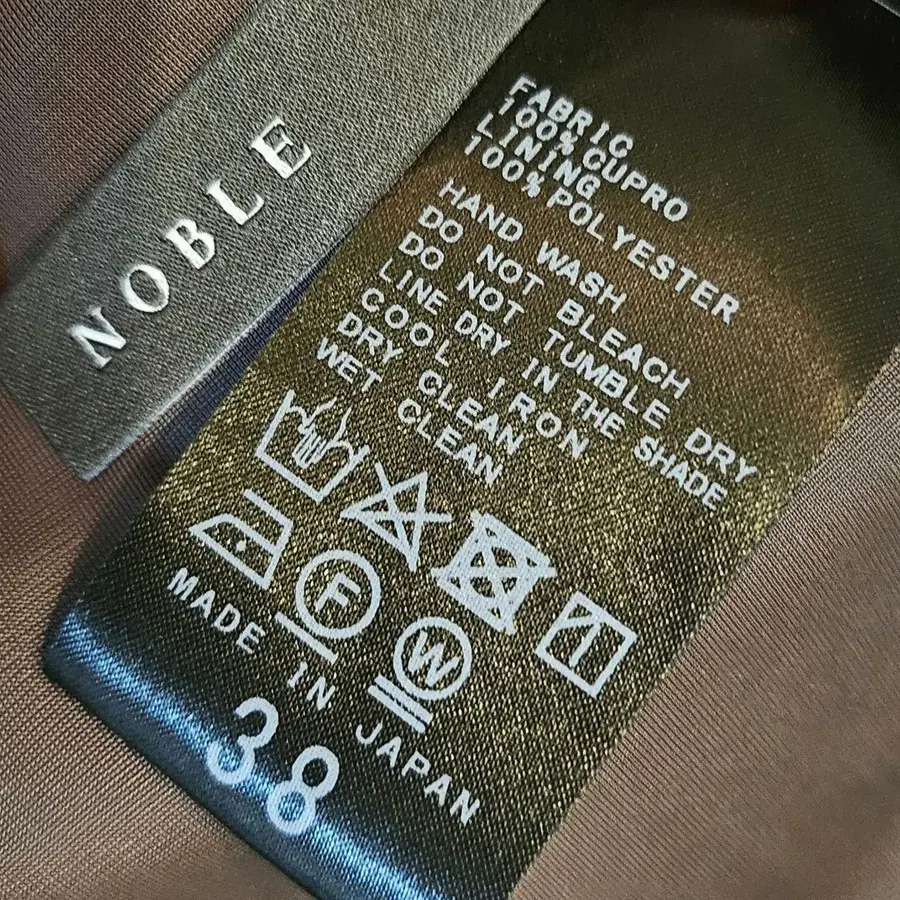 NOBLE
FABRIC
100%CUPRO
LINING
100%POLYESTER
HAND WASH
DO NOT BLEACH
DO NOT TUMBLE DRY
LINE DRY IN THE SHADE
COOL IRON
DRY CLEAN
WET CLEAN
F
W
MADE IN JAPAN
38